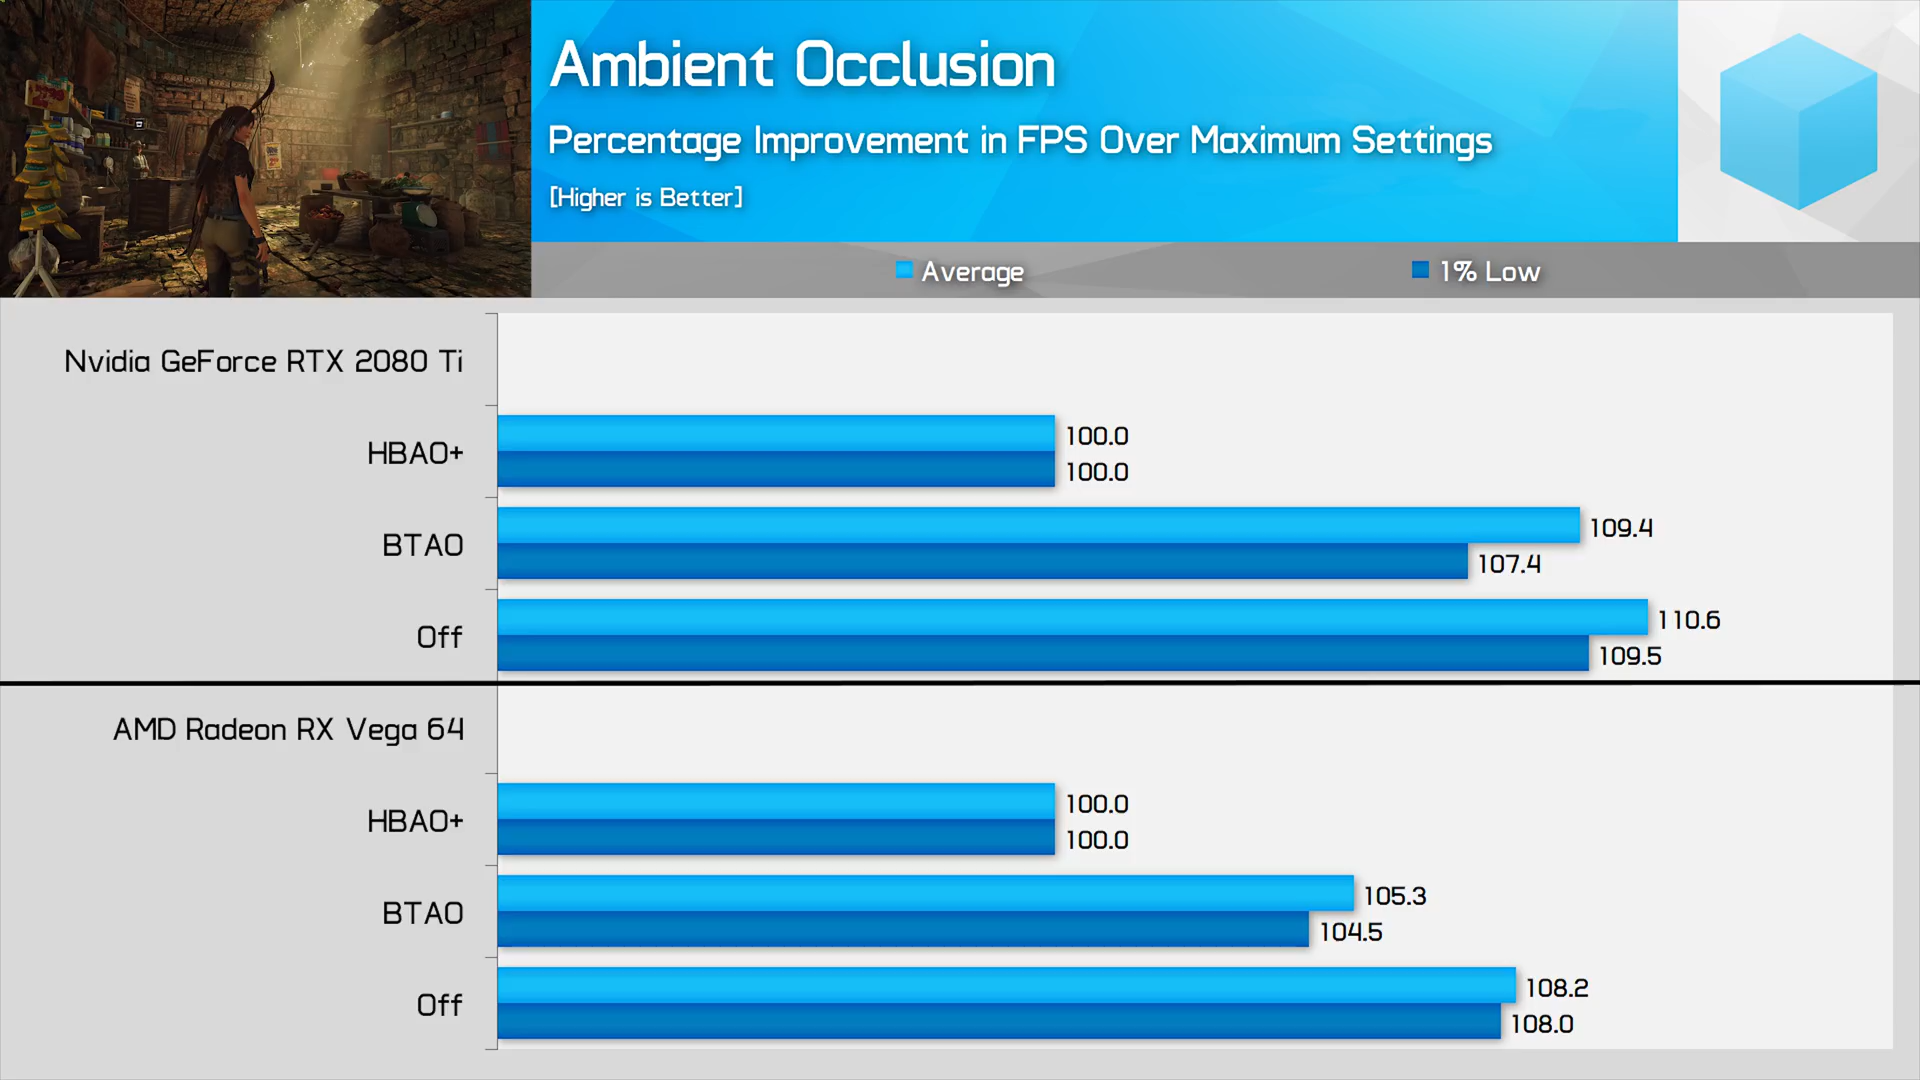 Ambient Occlusion
Percentage Improvement in FPS Over Maximum Settings
[Higher is Better]
Average
1% Low
Nvidia GeForce RTX 2080 Ti
HBAO+
100.0
100.0
BTAO
109.4
107.4
Off
110.6
109.5
AMD Radeon RX Vega 64
HBAO+
100.0
100.0
BTAO
105.3
104.5
Off
108.2
108.0